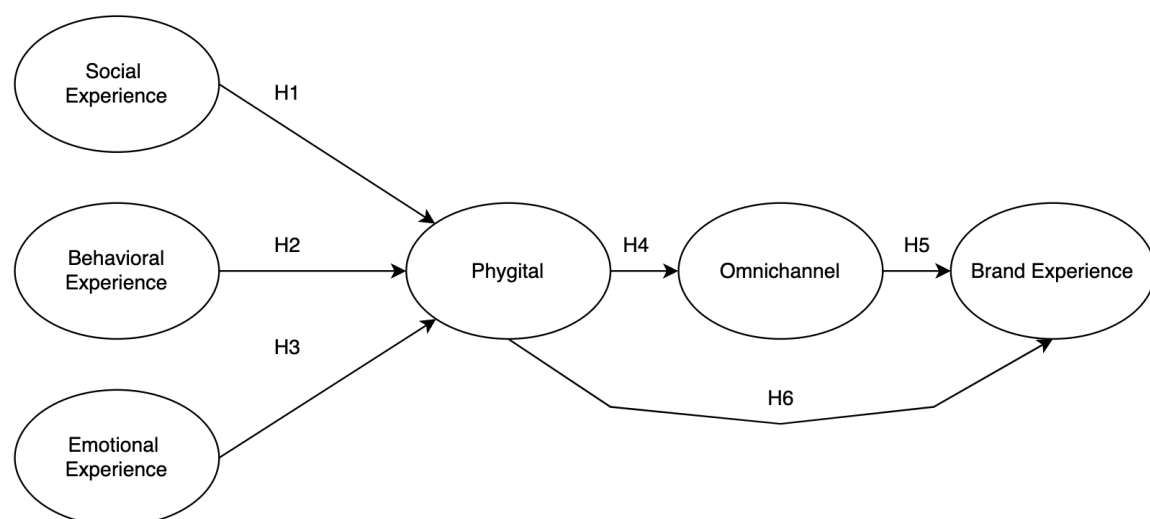 Social
Experience
H1
Behavioral
Experience
H2
H3
Emotional
Experience
Phygital
H4
Omnichannel
H5
Brand Experience
H6